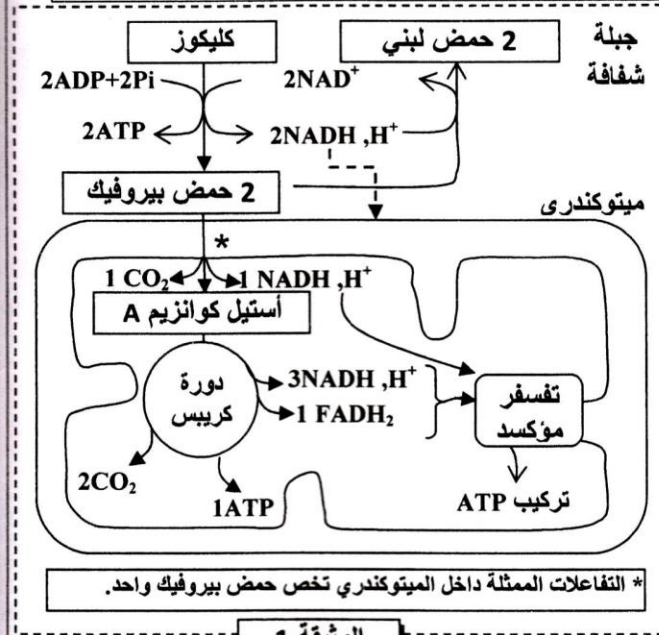 جبلة
شفافة
2 حمض لبني
كليكوز
2ADP+2Pi
2NAD⁺
2ATP
2NADH ,H⁺
2 حمض بيروفيك
ميتوكندرى
*
1 CO₂
1 NADH ,H⁺
أستيل كوانزيم A
دورة
كريبس
3NADH ,H⁺
1 FADH₂
تفسفر
مؤكسد
2CO₂
1ATP
تركيب ATP
* التفاعلات الممثلة داخل الميتوكندري تخص حمض بيروفيك واحد.